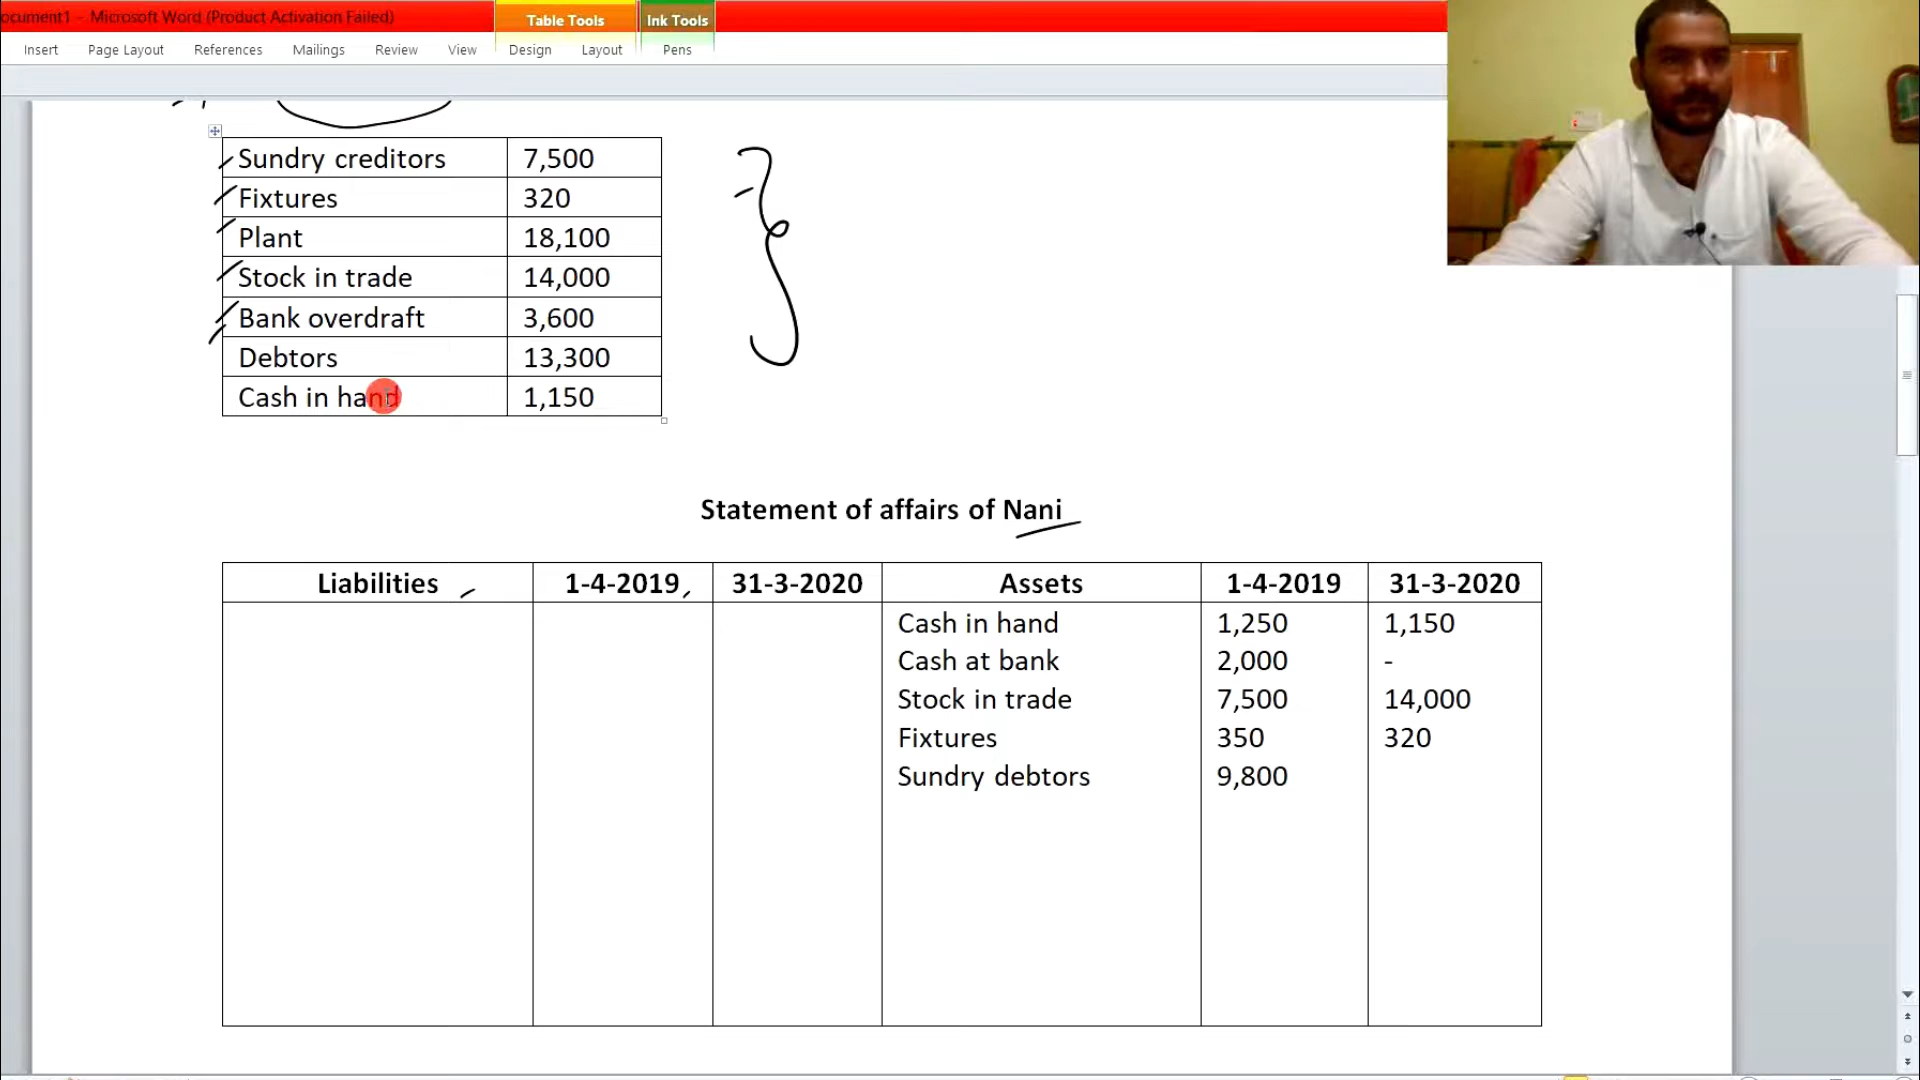 ocument1 - Microsoft Word (Product Activation Failed)
Table Tools
Ink Tools
Insert Page Layout References Mailings Review View Design Layout Pens
Sundry creditors 7,500
Fixtures 320
Plant 18,100
Stock in trade 14,000
Bank overdraft 3,600
Debtors 13,300
Cash in hand 1,150
Statement of affairs of Nani
Liabilities 1-4-2019 31-3-2020 Assets 1-4-2019 31-3-2020
Cash in hand 1,250 1,150
Cash at bank 2,000 -
Stock in trade 7,500 14,000
Fixtures 350 320
Sundry debtors 9,800